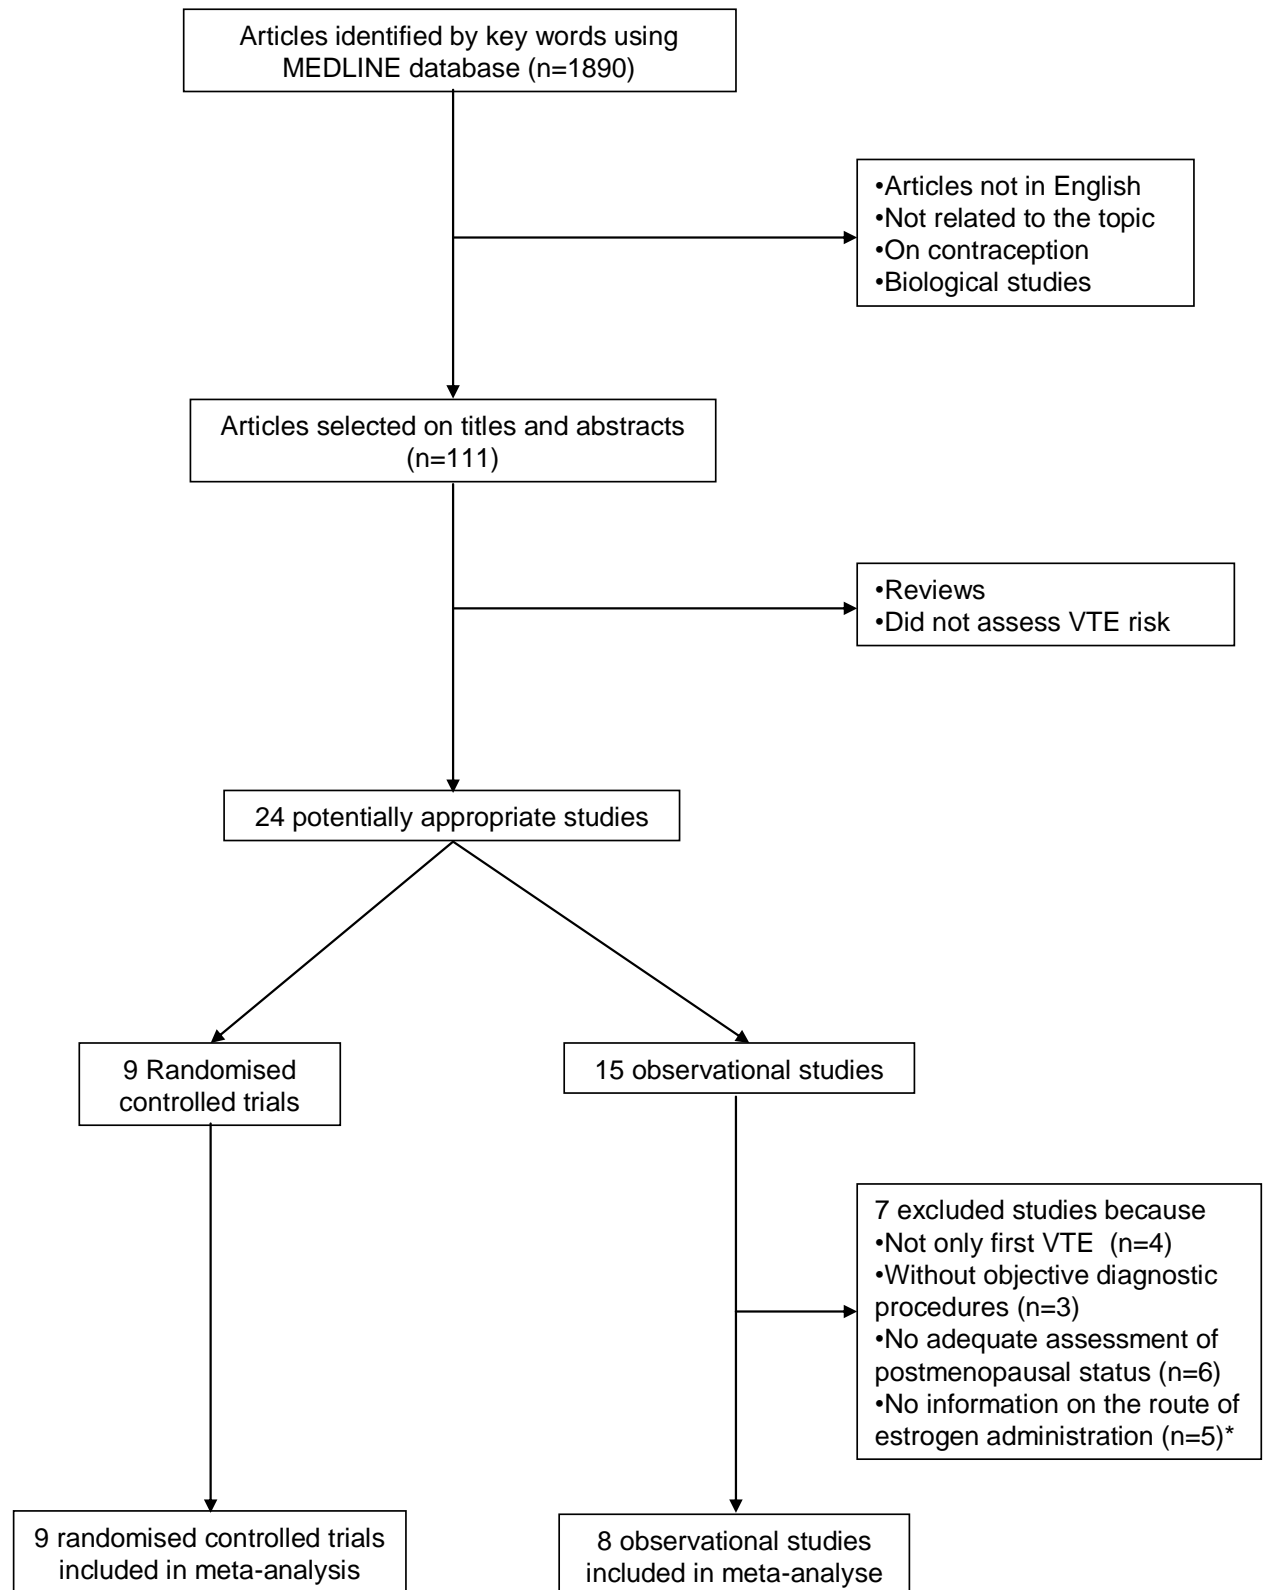 Articles identified by key words using
MEDLINE database (n=1890)
•Articles not in English
•Not related to the topic
•On contraception
•Biological studies
Articles selected on titles and abstracts
(n=111)
•Reviews
•Did not assess VTE risk
24 potentially appropriate studies
9 Randomised
controlled trials
15 observational studies
7 excluded studies because
•Not only first VTE (n=4)
•Without objective diagnostic
procedures (n=3)
•No adequate assessment of
postmenopausal status (n=6)
•No information on the route of
estrogen administration (n=5)*
9 randomised controlled trials
included in meta-analysis
8 observational studies
included in meta-analyse